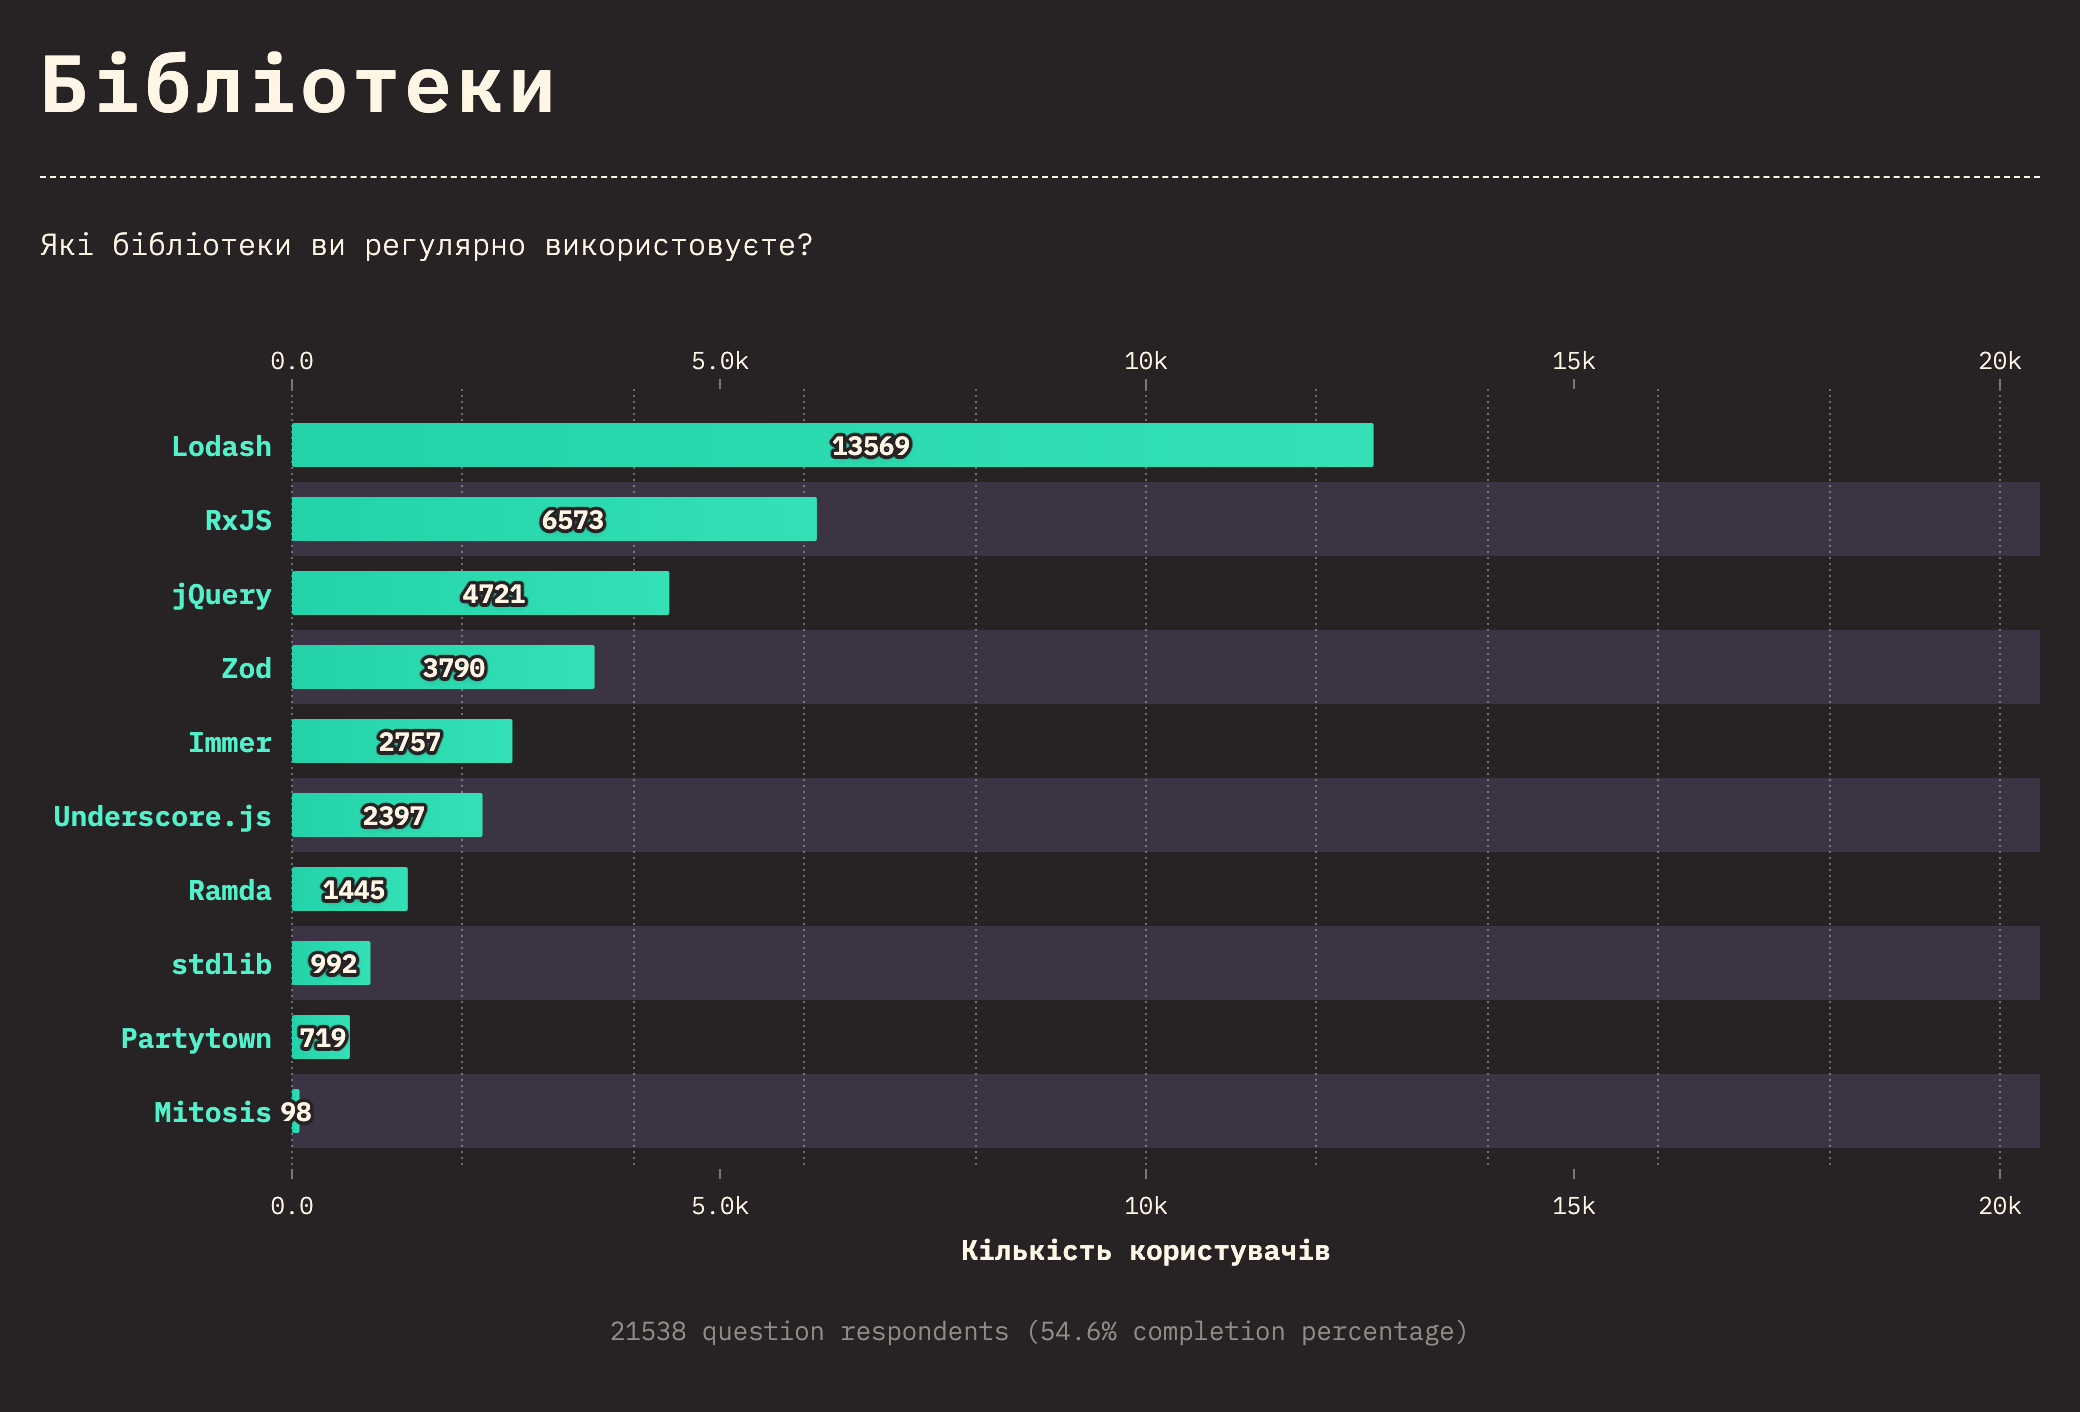 Бібліотеки
Які бібліотеки ви регулярно використовуєте?
0.0 5.0k 10k 15k 20k
Lodash 13569
RxJS 6573
jQuery 4721
Zod 3790
Immer 2757
Underscore.js 2397
Ramda 1445
stdlib 992
Partytown 719
Mitosis 98
0.0 5.0k 10k 15k 20k
Кількість користувачів
21538 question respondents (54.6% completion percentage)